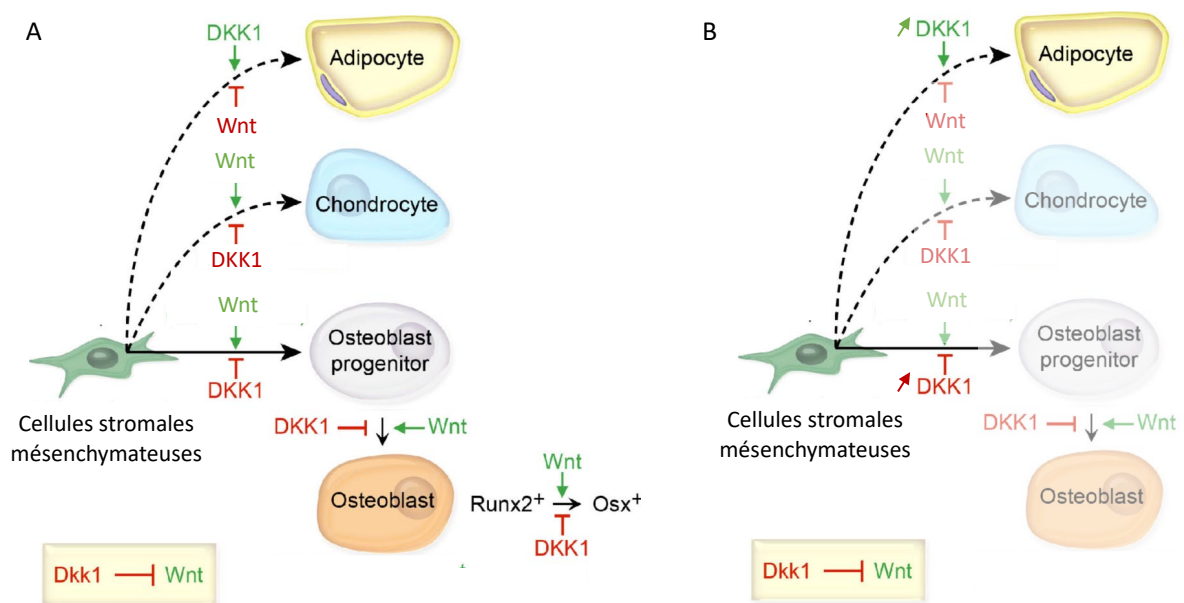 A
DKK1
Adipocyte
Wnt
Wnt
Chondrocyte
DKK1
Wnt
Osteoblast
progenitor
DKK1
Cellules stromales
mésenchymateuses
DKK1
Wnt
Osteoblast
Wnt
Runx2+
Osx+
DKK1
Dkk1
Wnt
B
DKK1
Adipocyte
Wnt
Wnt
Chondrocyte
DKK1
Wnt
Osteoblast
progenitor
DKK1
Cellules stromales
mésenchymateuses
DKK1
Wnt
Osteoblast
Dkk1
Wnt